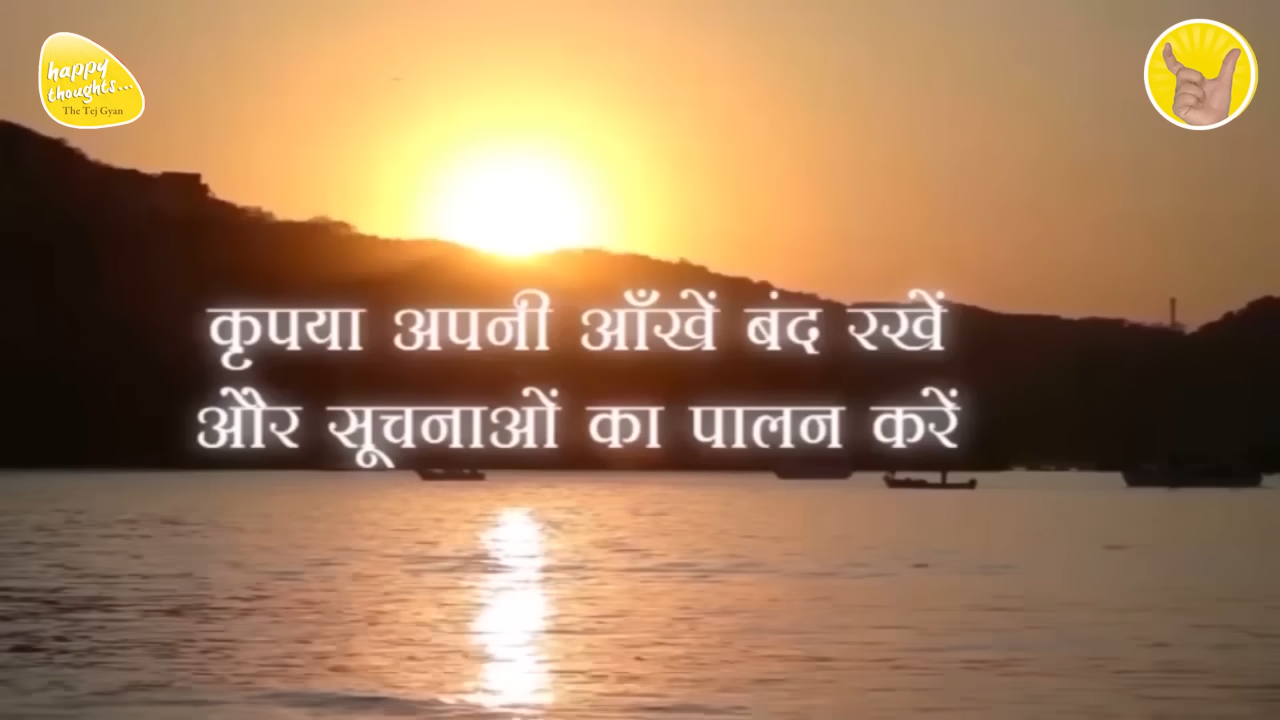 happy
thoughts...
The Tej Gyan
कृपया अपनी आँखें बंद रखें
और सूचनाओं का पालन करें